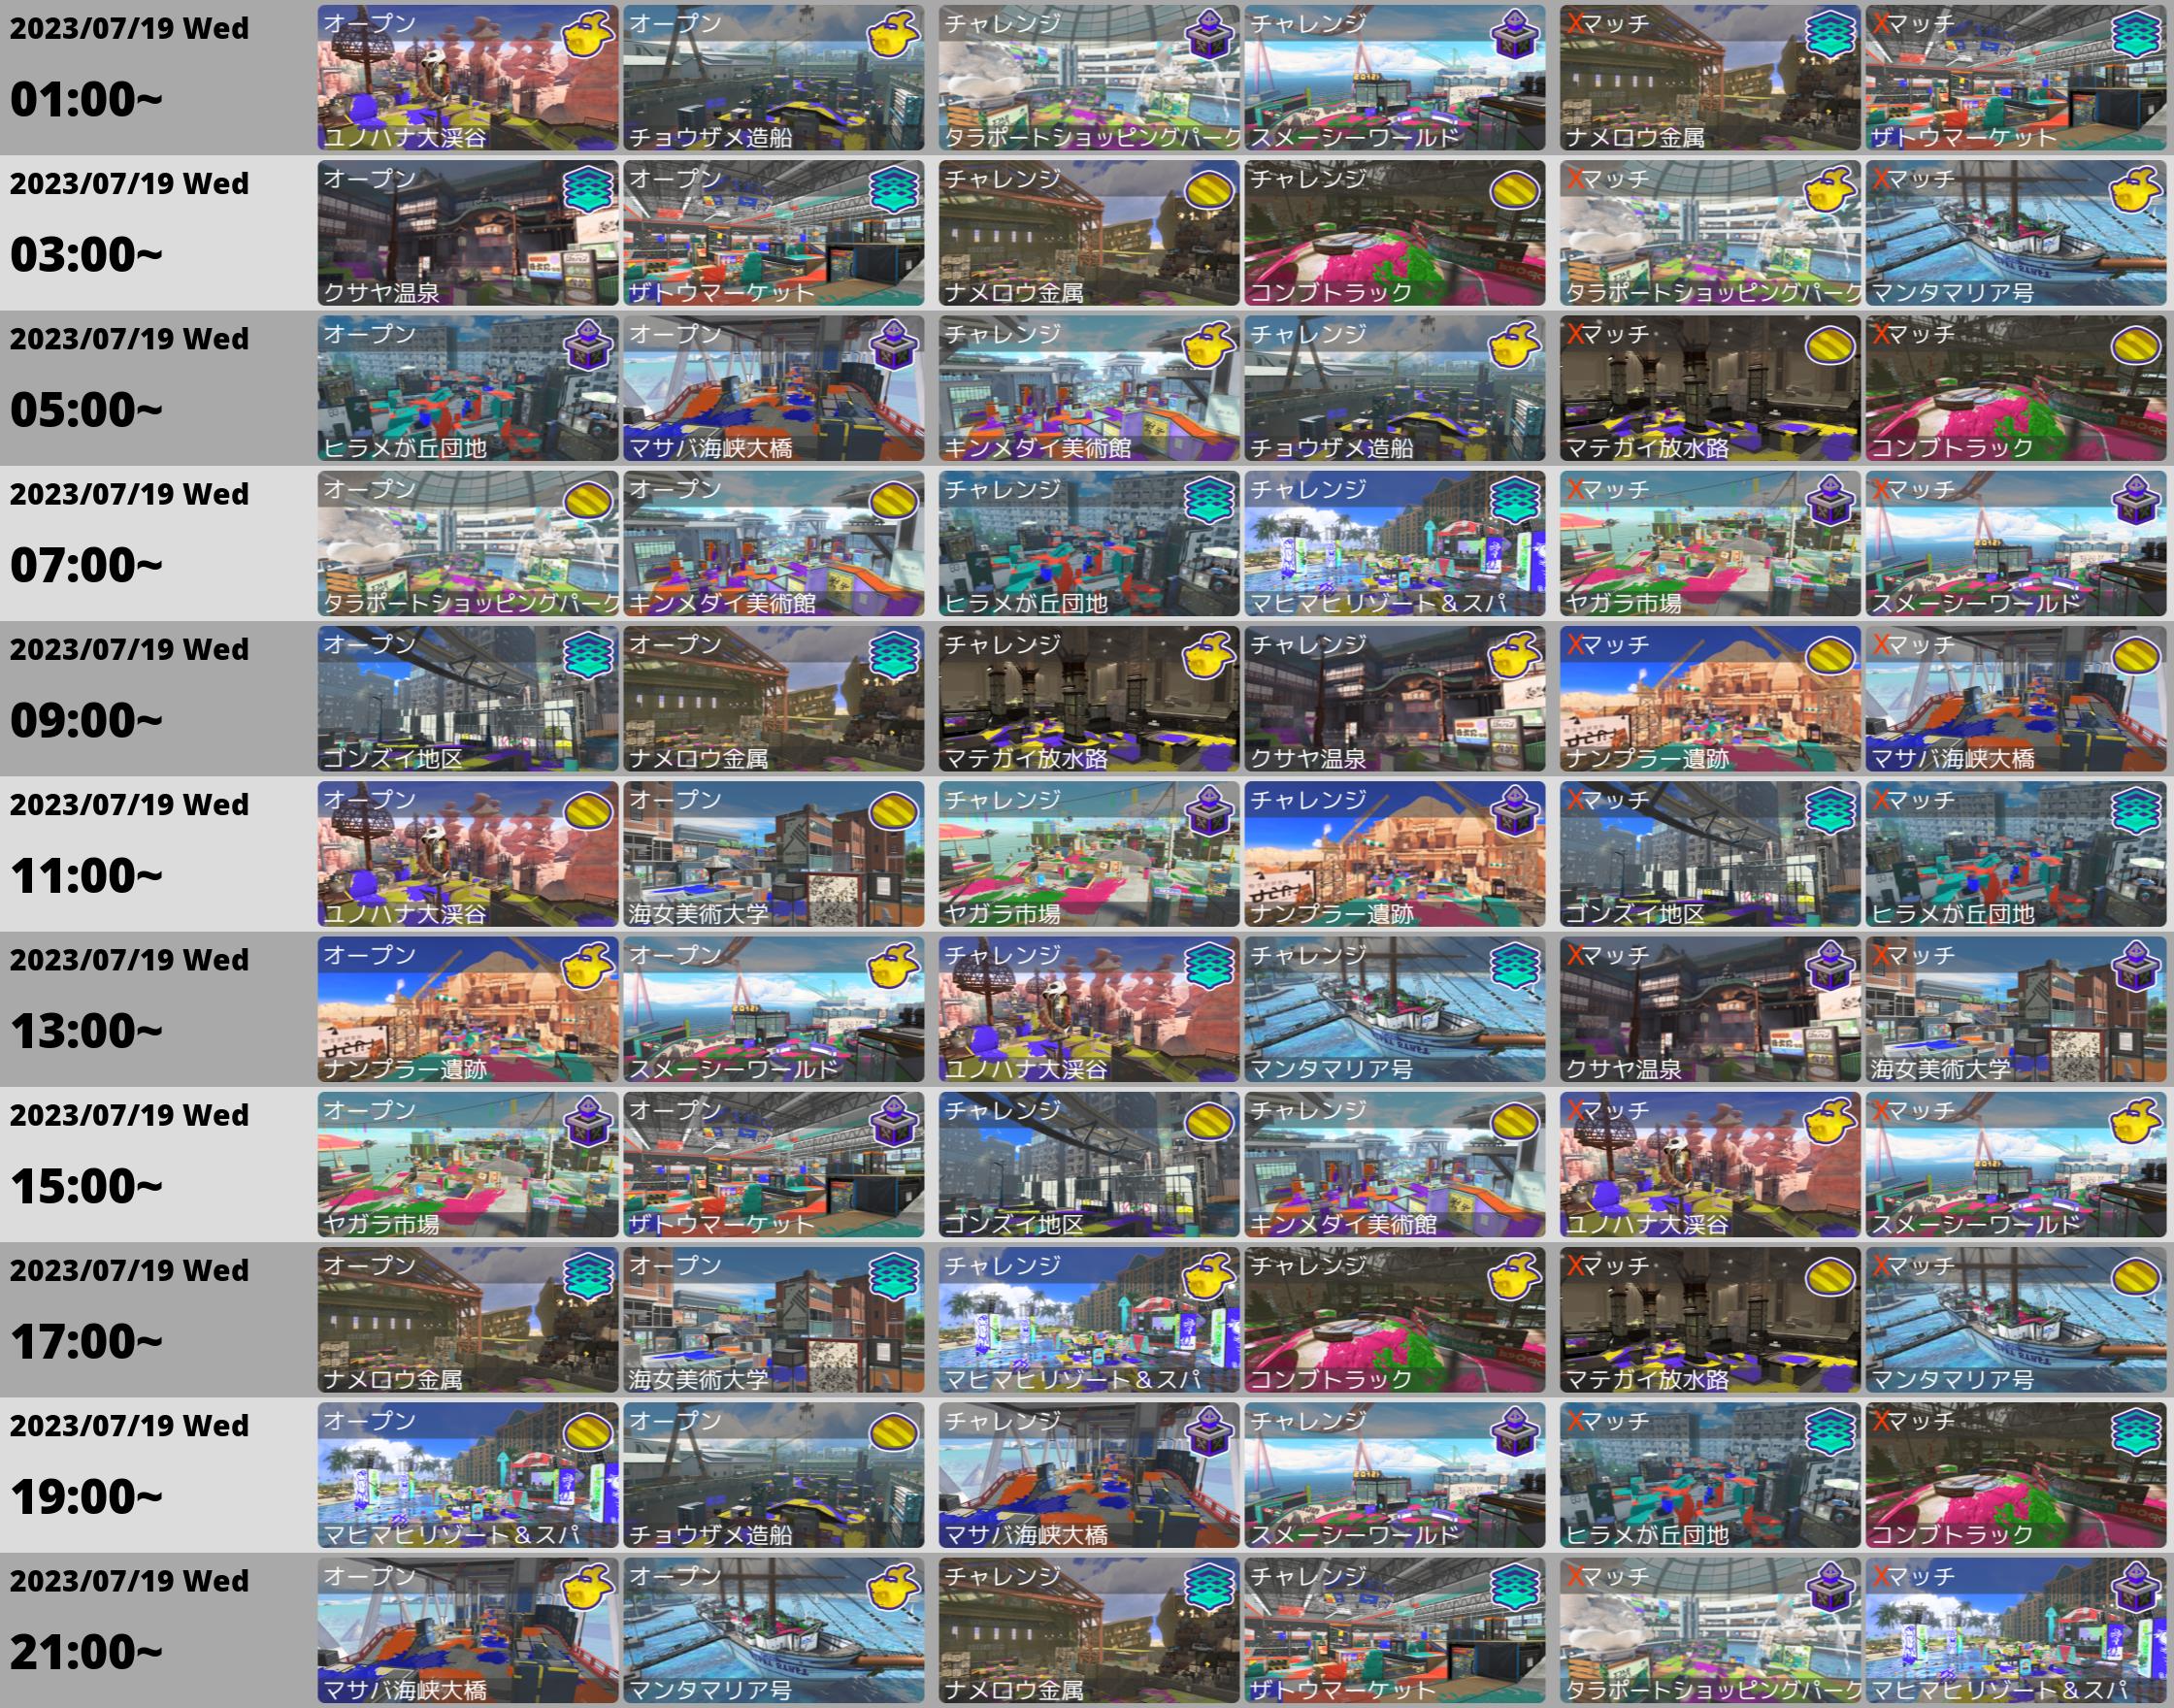 2023/07/19 Wed
01:00~
オープン
ユノハナ大渓谷
オープン
チョウザメ造船
チャレンジ
タラポートショッピングパーク
チャレンジ
スメーシーワールド
Xマッチ
ナメロウ金属
Xマッチ
ザトウマーケット
2023/07/19 Wed
03:00~
オープン
クサヤ温泉
オープン
ザトウマーケット
チャレンジ
ナメロウ金属
チャレンジ
コンブトラック
Xマッチ
タラポートショッピングパーク
Xマッチ
マンタマリア号
2023/07/19 Wed
05:00~
オープン
ヒラメが丘団地
オープン
マサバ海峡大橋
チャレンジ
キンメダイ美術館
チャレンジ
チョウザメ造船
Xマッチ
マテガイ放水路
Xマッチ
コンブトラック
2023/07/19 Wed
07:00~
オープン
タラポートショッピングパーク
オープン
キンメダイ美術館
チャレンジ
ヒラメが丘団地
チャレンジ
マヒマヒリゾート&スパ
Xマッチ
ヤガラ市場
Xマッチ
スメーシーワールド
2023/07/19 Wed
09:00~
オープン
ゴンズイ地区
オープン
ナメロウ金属
チャレンジ
マテガイ放水路
チャレンジ
クサヤ温泉
Xマッチ
ナンプラー遺跡
Xマッチ
マサバ海峡大橋
2023/07/19 Wed
11:00~
オープン
ユノハナ大渓谷
オープン
海女美術大学
チャレンジ
ヤガラ市場
チャレンジ
ナンプラー遺跡
Xマッチ
ゴンズイ地区
Xマッチ
ヒラメが丘団地
2023/07/19 Wed
13:00~
オープン
ナンプラー遺跡
オープン
スメーシーワールド
チャレンジ
ユノハナ大渓谷
チャレンジ
マンタマリア号
Xマッチ
クサヤ温泉
Xマッチ
海女美術大学
2023/07/19 Wed
15:00~
オープン
ヤガラ市場
オープン
ザトウマーケット
チャレンジ
ゴンズイ地区
チャレンジ
キンメダイ美術館
Xマッチ
ユノハナ大渓谷
Xマッチ
スメーシーワールド
2023/07/19 Wed
17:00~
オープン
ナメロウ金属
オープン
海女美術大学
チャレンジ
マヒマヒリゾート&スパ
チャレンジ
コンブトラック
Xマッチ
マテガイ放水路
Xマッチ
マンタマリア号
2023/07/19 Wed
19:00~
オープン
マヒマヒリゾート&スパ
オープン
チョウザメ造船
チャレンジ
マサバ海峡大橋
チャレンジ
スメーシーワールド
Xマッチ
ヒラメが丘団地
Xマッチ
コンブトラック
2023/07/19 Wed
21:00~
オープン
マサバ海峡大橋
オープン
マンタマリア号
チャレンジ
ナメロウ金属
チャレンジ
ザトウマーケット
Xマッチ
タラポートショッピングパーク
Xマッチ
マヒマヒリゾート&スパ